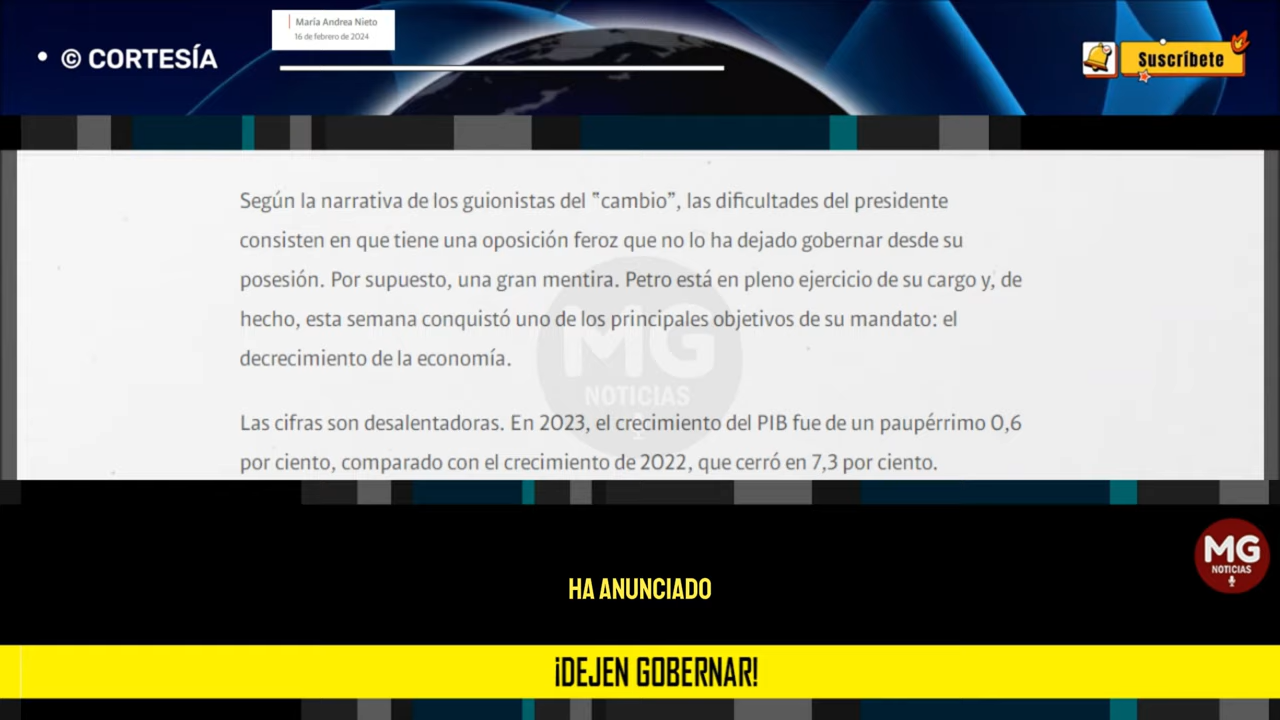 María Andrea Nieto
16 de febrero de 2024
• © CORTESÍA
Suscríbete
Según la narrativa de los guionistas del "cambio", las dificultades del presidente
consisten en que tiene una oposición feroz que no lo ha dejado gobernar desde su
posesión. Por supuesto, una gran mentira. Petro está en pleno ejercicio de su cargo y, de
hecho, esta semana conquistó uno de los principales objetivos de su mandato: el
decrecimiento de la economía.
MG
NOTICIAS
Las cifras son desalentadoras. En 2023, el crecimiento del PIB fue de un paupérrimo 0,6
por ciento, comparado con el crecimiento de 2022, que cerró en 7,3 por ciento.
MG
NOTICIAS
HA ANUNCIADO
¡DEJEN GOBERNAR!